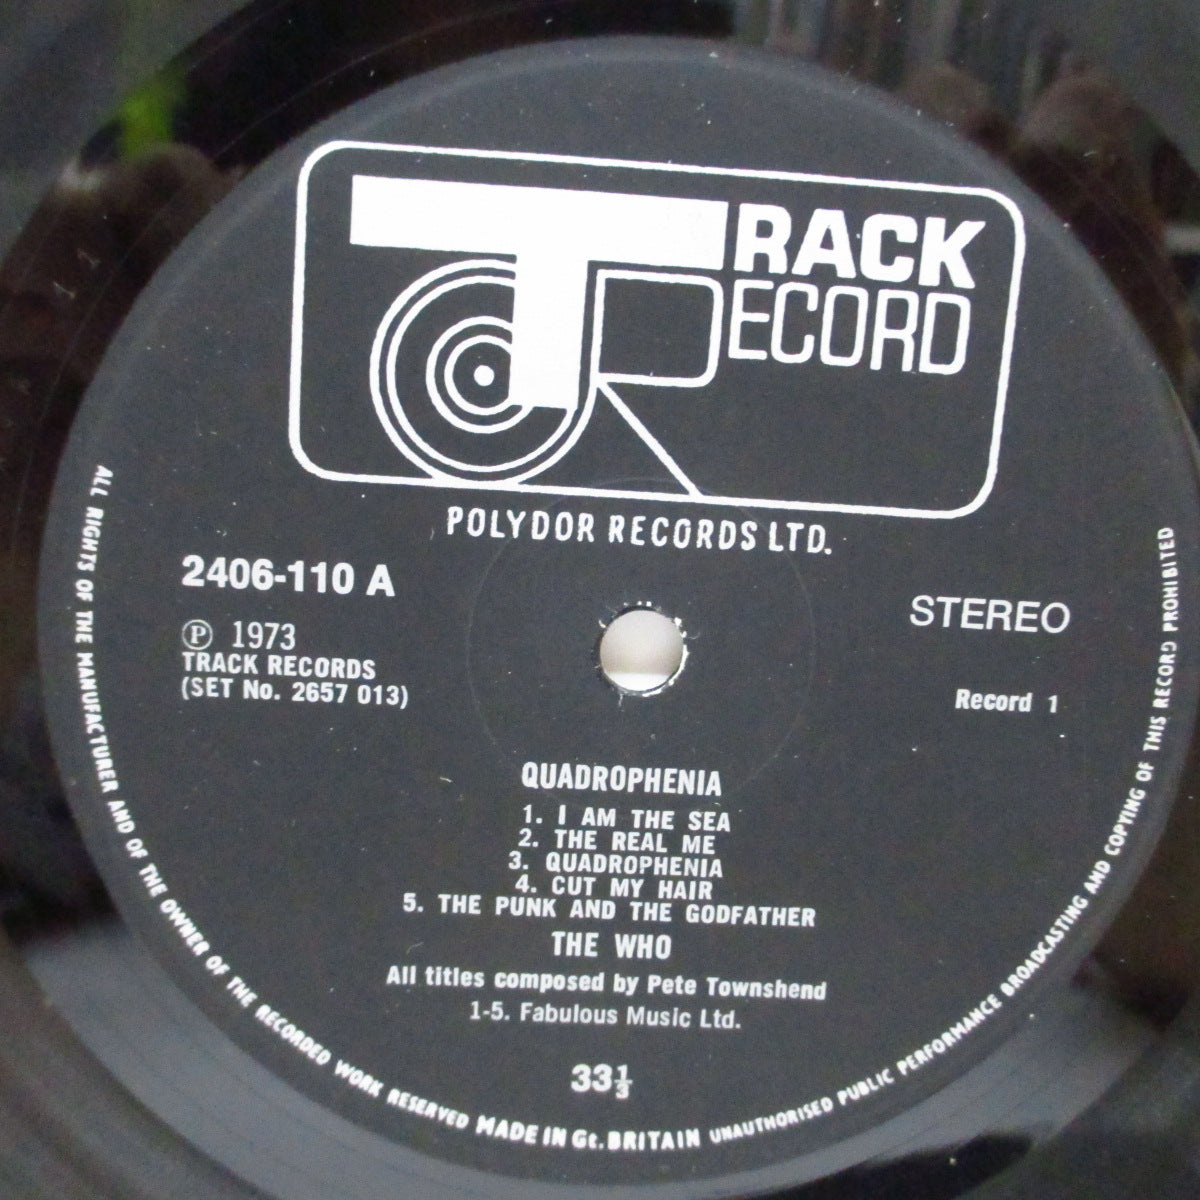 TRACK
RECORD
POLYDOR RECORDS LTD.
2406-110 A
STEREO
Ⓟ 1973
TRACK RECORDS
(SET No. 2657 013)
Record 1
QUADROPHENIA
1. I AM THE SEA
2. THE REAL ME
3. QUADROPHENIA
4. CUT MY HAIR
5. THE PUNK AND THE GODFATHER
THE WHO
All titles composed by Pete Townshend
1-5. Fabulous Music Ltd.
33⅓
ALL RIGHTS OF THE MANUFACTURER AND OF THE OWNER OF THE RECORDED WORK RESERVED MADE IN Gt. BRITAIN UNAUTHORISED PUBLIC PERFORMANCE BROADCASTING AND COPYING OF THIS RECORD PROHIBITED